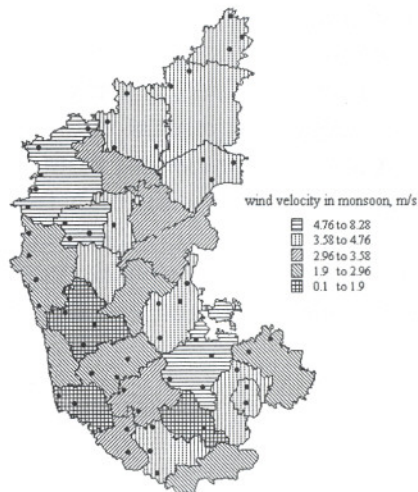 wind velocity in monsoon, m/s
4.76 to 8.28
3.58 to 4.76
2.96 to 3.58
1.9 to 2.96
0.1 to 1.9